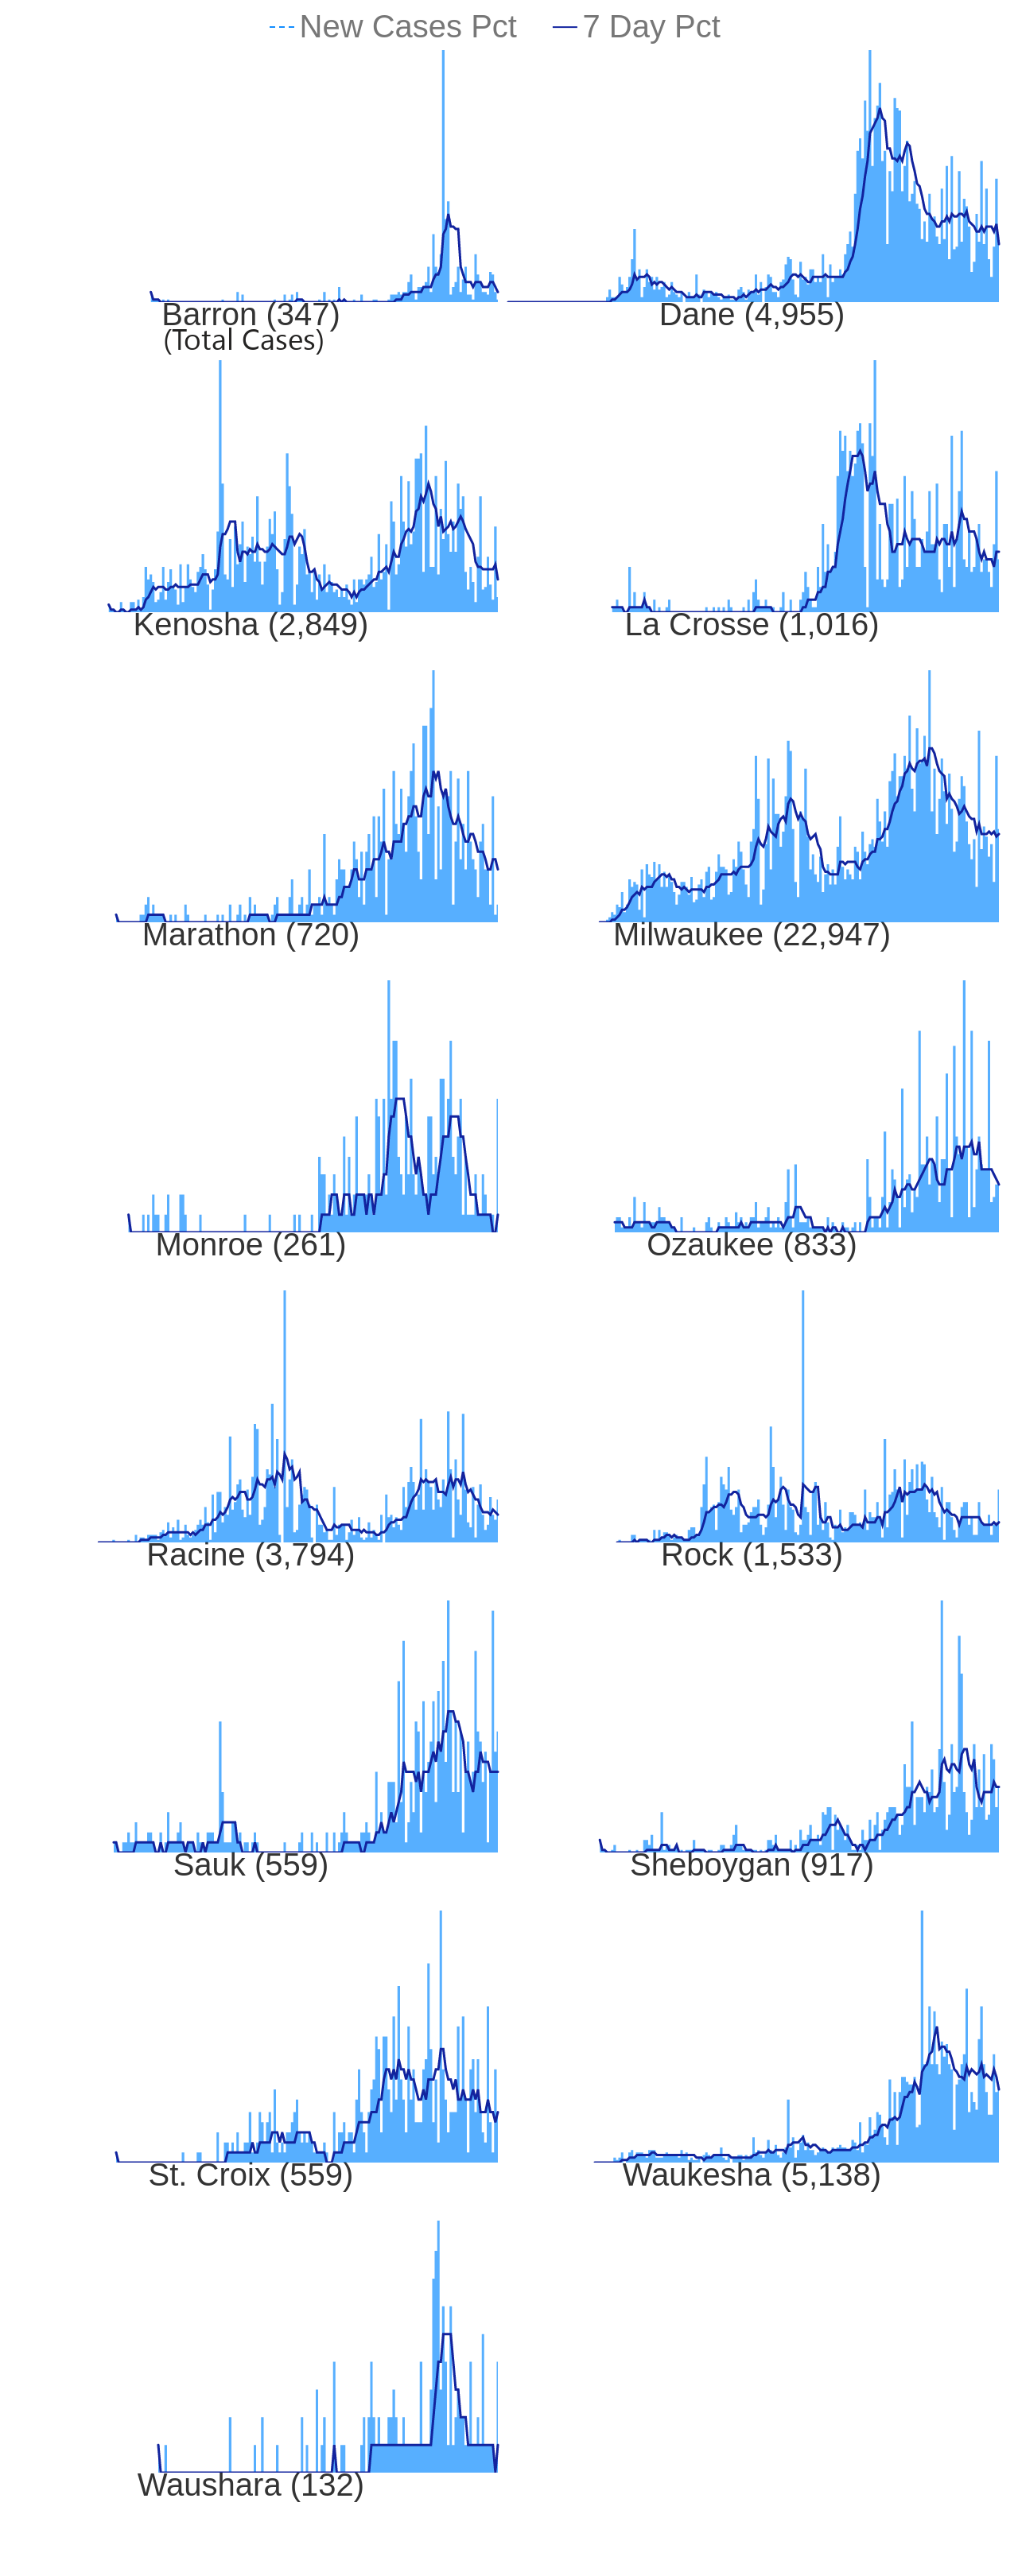 New Cases Pct 7 Day Pct
Barron (347) Dane (4,955)
(Total Cases)
Kenosha (2,849) La Crosse (1,016)
Marathon (720) Milwaukee (22,947)
Monroe (261) Ozaukee (833)
Racine (3,794) Rock (1,533)
Sauk (559) Sheboygan (917)
St. Croix (559) Waukesha (5,138)
Waushara (132)